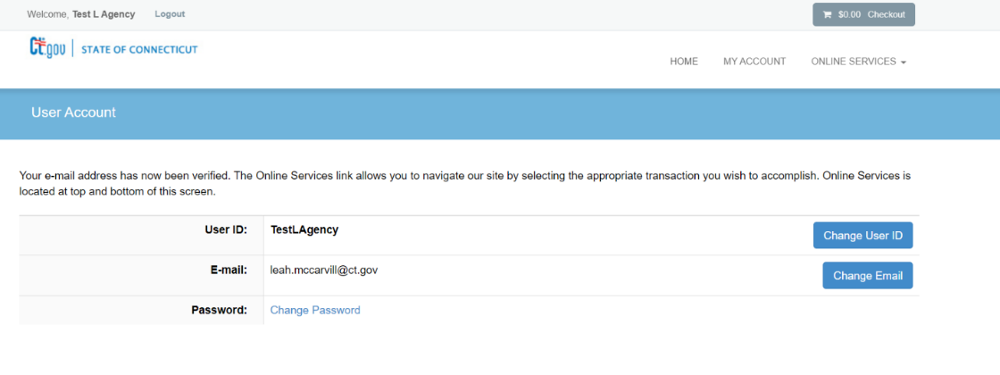 Welcome, Test L Agency Logout $0.00 Checkout
Ct.gov STATE OF CONNECTICUT
HOME MY ACCOUNT ONLINE SERVICES
User Account
Your e-mail address has now been verified. The Online Services link allows you to navigate our site by selecting the appropriate transaction you wish to accomplish. Online Services is
located at top and bottom of this screen.
User ID: TestLAgency Change User ID
E-mail: leah.mccarvill@ct.gov Change Email
Password: Change Password